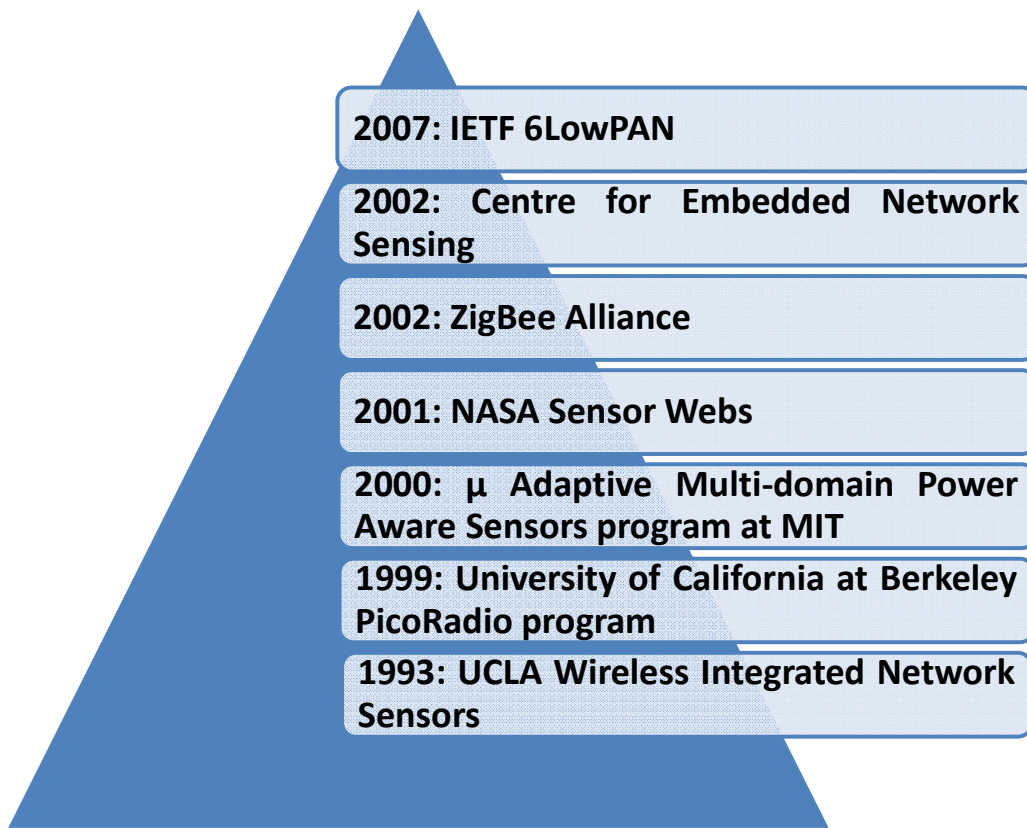 2007: IETF 6LowPAN
2002: Centre for Embedded Network
Sensing
2002: ZigBee Alliance
2001: NASA Sensor Webs
2000: µ Adaptive Multi-domain Power
Aware Sensors program at MIT
1999: University of California at Berkeley
PicoRadio program
1993: UCLA Wireless Integrated Network
Sensors